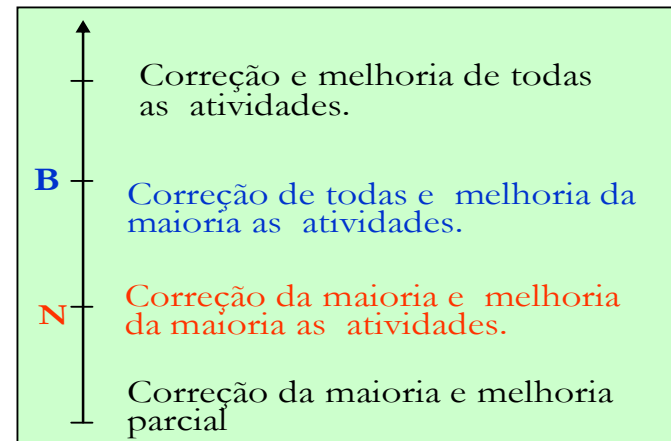 Correção e melhoria de todas
as atividades.
B
Correção de todas e melhoria da
maioria as atividades.
N
Correção da maioria e melhoria
da maioria as atividades.
Correção da maioria e melhoria
parcial